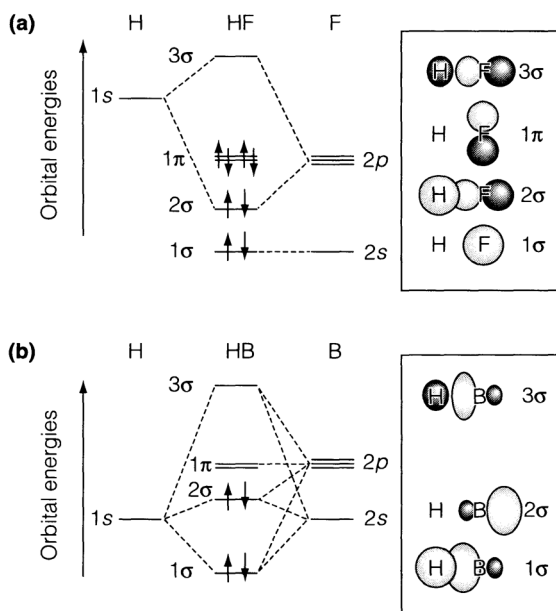 (a) H HF F
Orbital energies
3σ
1s
1π
2p
2σ
1σ
2s
H F 3σ
H F 1π
H F 2σ
H F 1σ
(b) H HB B
Orbital energies
3σ
1π
2p
2σ
1s
2s
1σ
H B 3σ
H B 2σ
H B 1σ